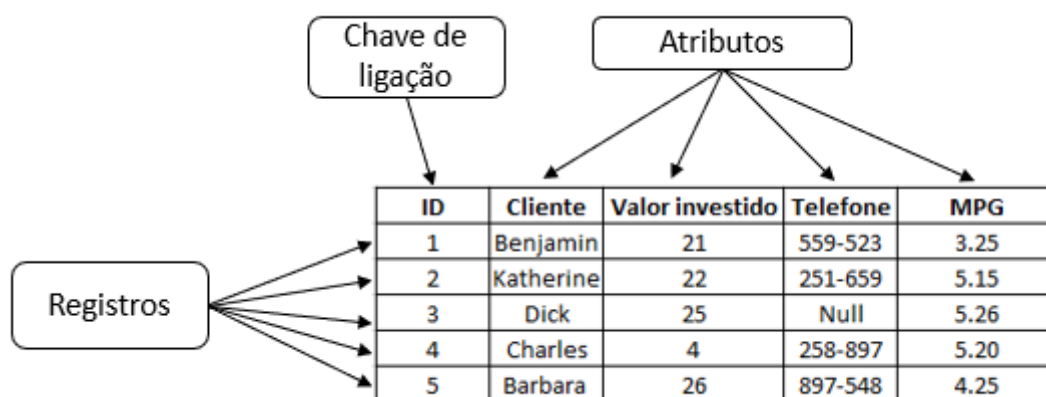 Chave de
ligação
Atributos
ID Cliente Valor investido Telefone MPG
1 Benjamin 21 559-523 3.25
2 Katherine 22 251-659 5.15
Registros
3 Dick 25 Null 5.26
4 Charles 4 258-897 5.20
5 Barbara 26 897-548 4.25